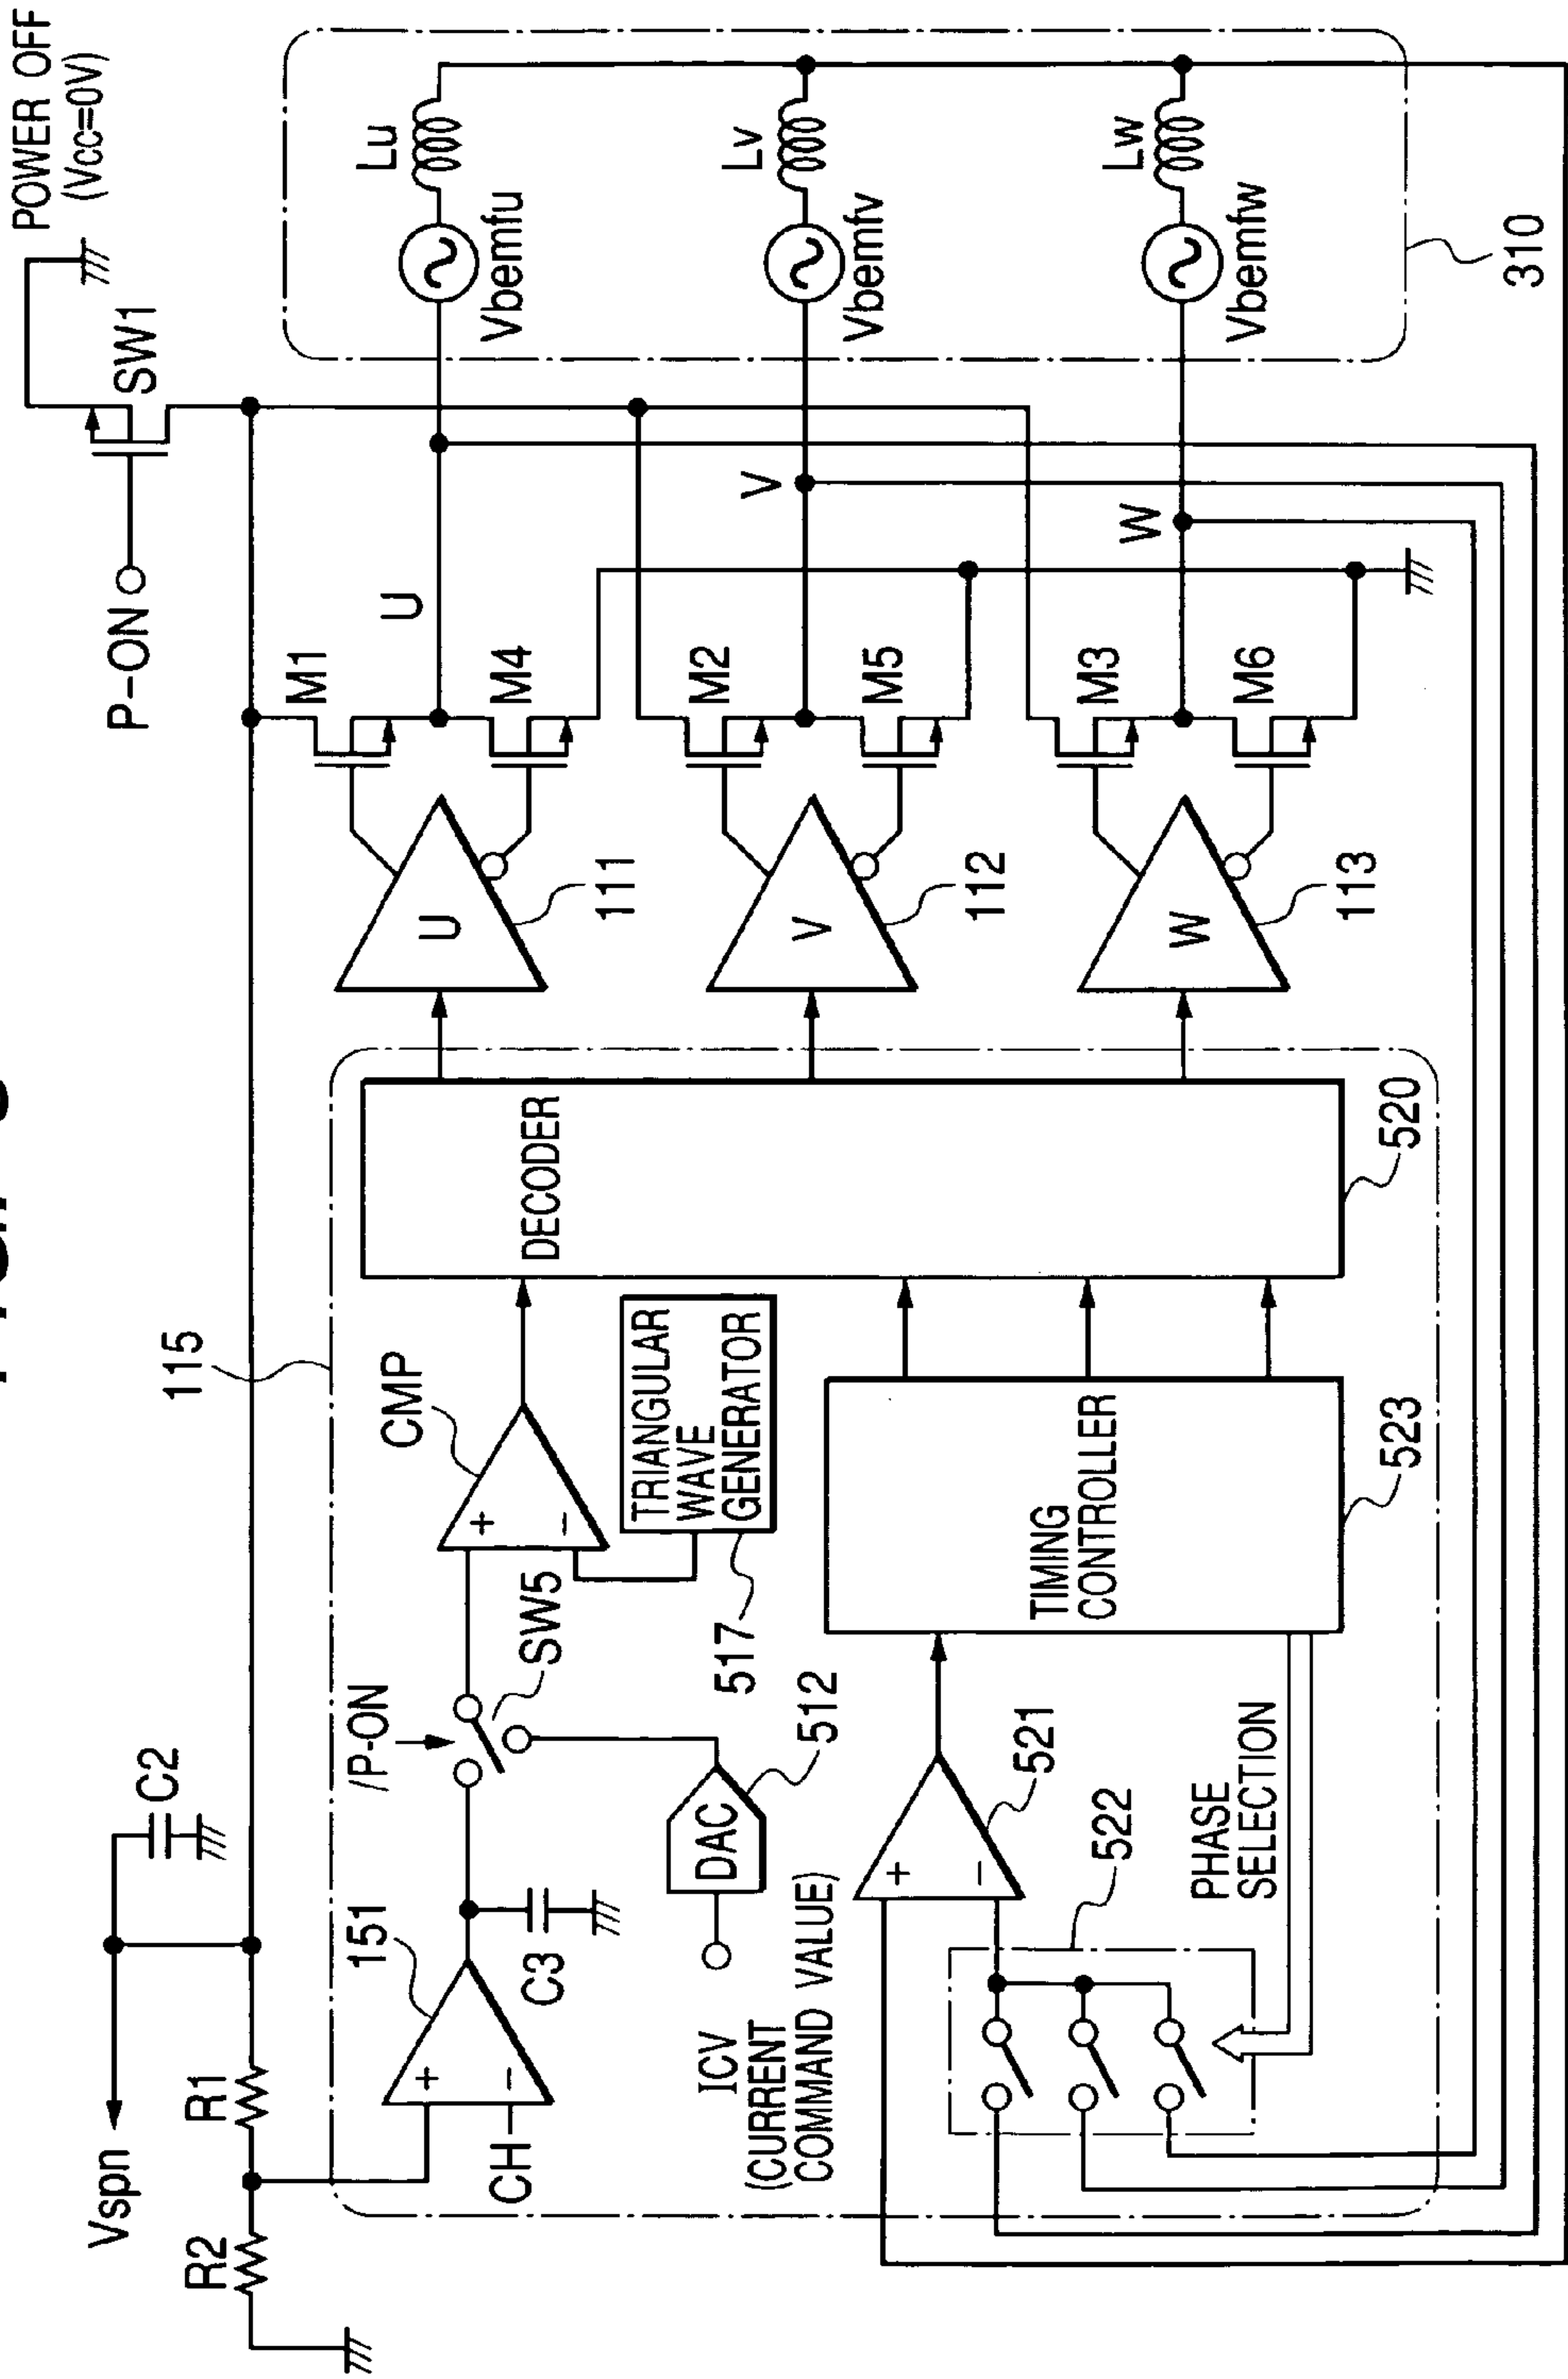 POWER OFF
(Vcc=0V)
SW1
P-ON
Vspn
C2
R2
R1
115
M1
U
Lu
Vbemfu
M4
U
111
151
+
−
CH
C3
/P-ON
SW5
CMP
+
−
TRIANGULAR
WAVE
GENERATOR
517
DECODER
DAC
512
ICV
(CURRENT
COMMAND VALUE)
M2
V
Lv
Vbemfv
M5
V
112
521
+
−
522
PHASE
SELECTION
TIMING
CONTROLLER
523
520
M3
W
Lw
Vbemfw
M6
W
113
310